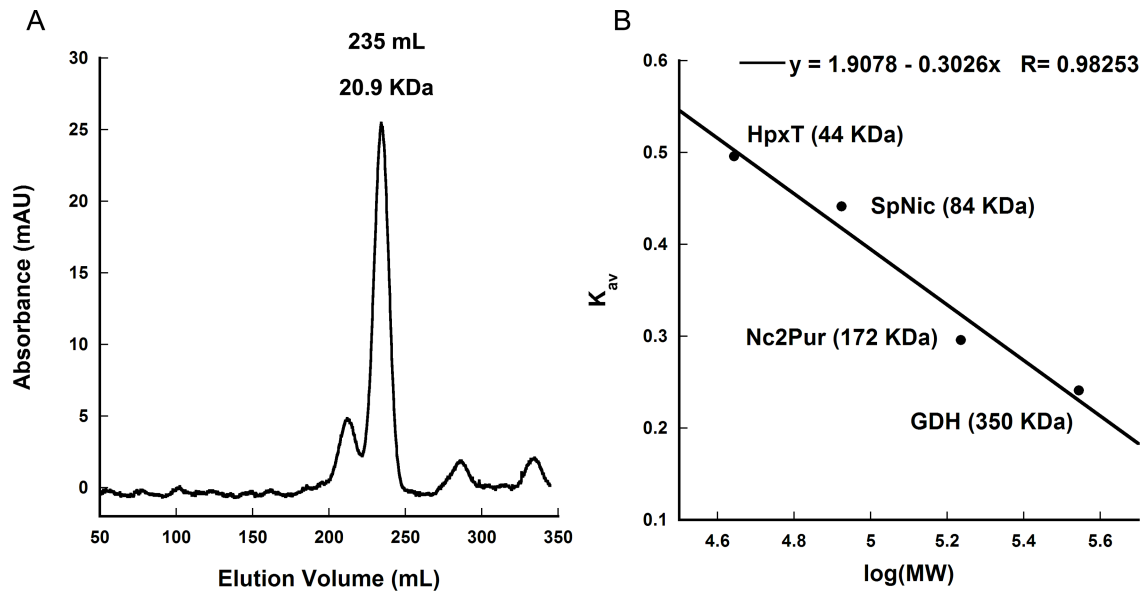 A
235 mL
20.9 KDa
30
25
20
15
10
5
0
Absorbance (mAU)
50 100 150 200 250 300 350
Elution Volume (mL)
B
y = 1.9078 - 0.3026x R= 0.98253
0.6
0.5
0.4
0.3
0.2
0.1
Kav
HpxT (44 KDa)
SpNic (84 KDa)
Nc2Pur (172 KDa)
GDH (350 KDa)
4.6 4.8 5 5.2 5.4 5.6
log(MW)